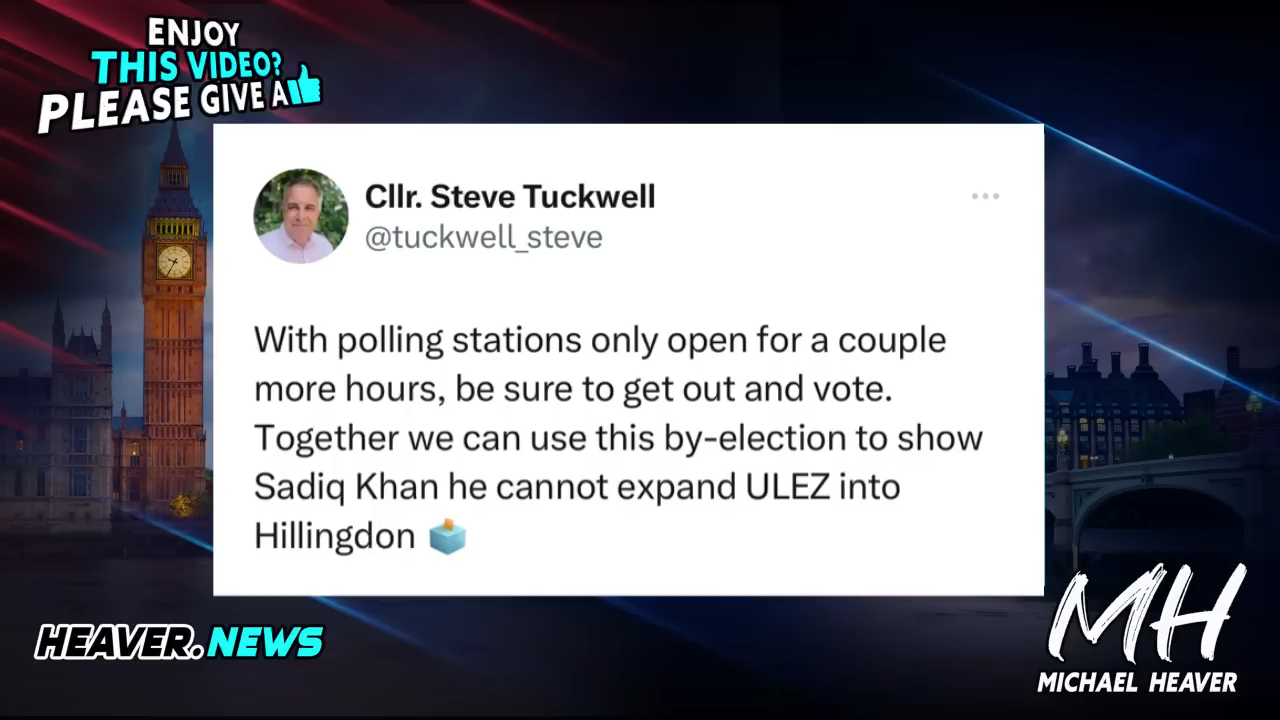 ENJOY
THIS VIDEO?
PLEASE GIVE A
Cllr. Steve Tuckwell
@tuckwell_steve
With polling stations only open for a couple
more hours, be sure to get out and vote.
Together we can use this by-election to show
Sadiq Khan he cannot expand ULEZ into
Hillingdon
HEAVER.NEWS
MH
MICHAEL HEAVER